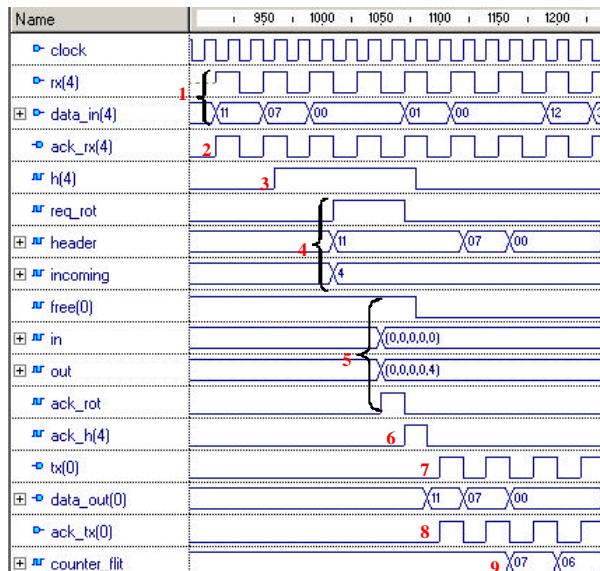 Name 950 1000 1050 1100 1150 1200
clock
rx(4)
1
data_in(4) 11 07 00 01 00 12
ack_rx(4) 2
h(4) 3
req_rot
header 4 11 07 00
incoming 4
free(0)
in (0,0,0,0,0)
5
out (0,0,0,0,4)
ack_rot
ack_h(4) 6
tx(0) 7
data_out(0) 11 07 00
ack_tx(0) 8
counter_flit 9 07 06